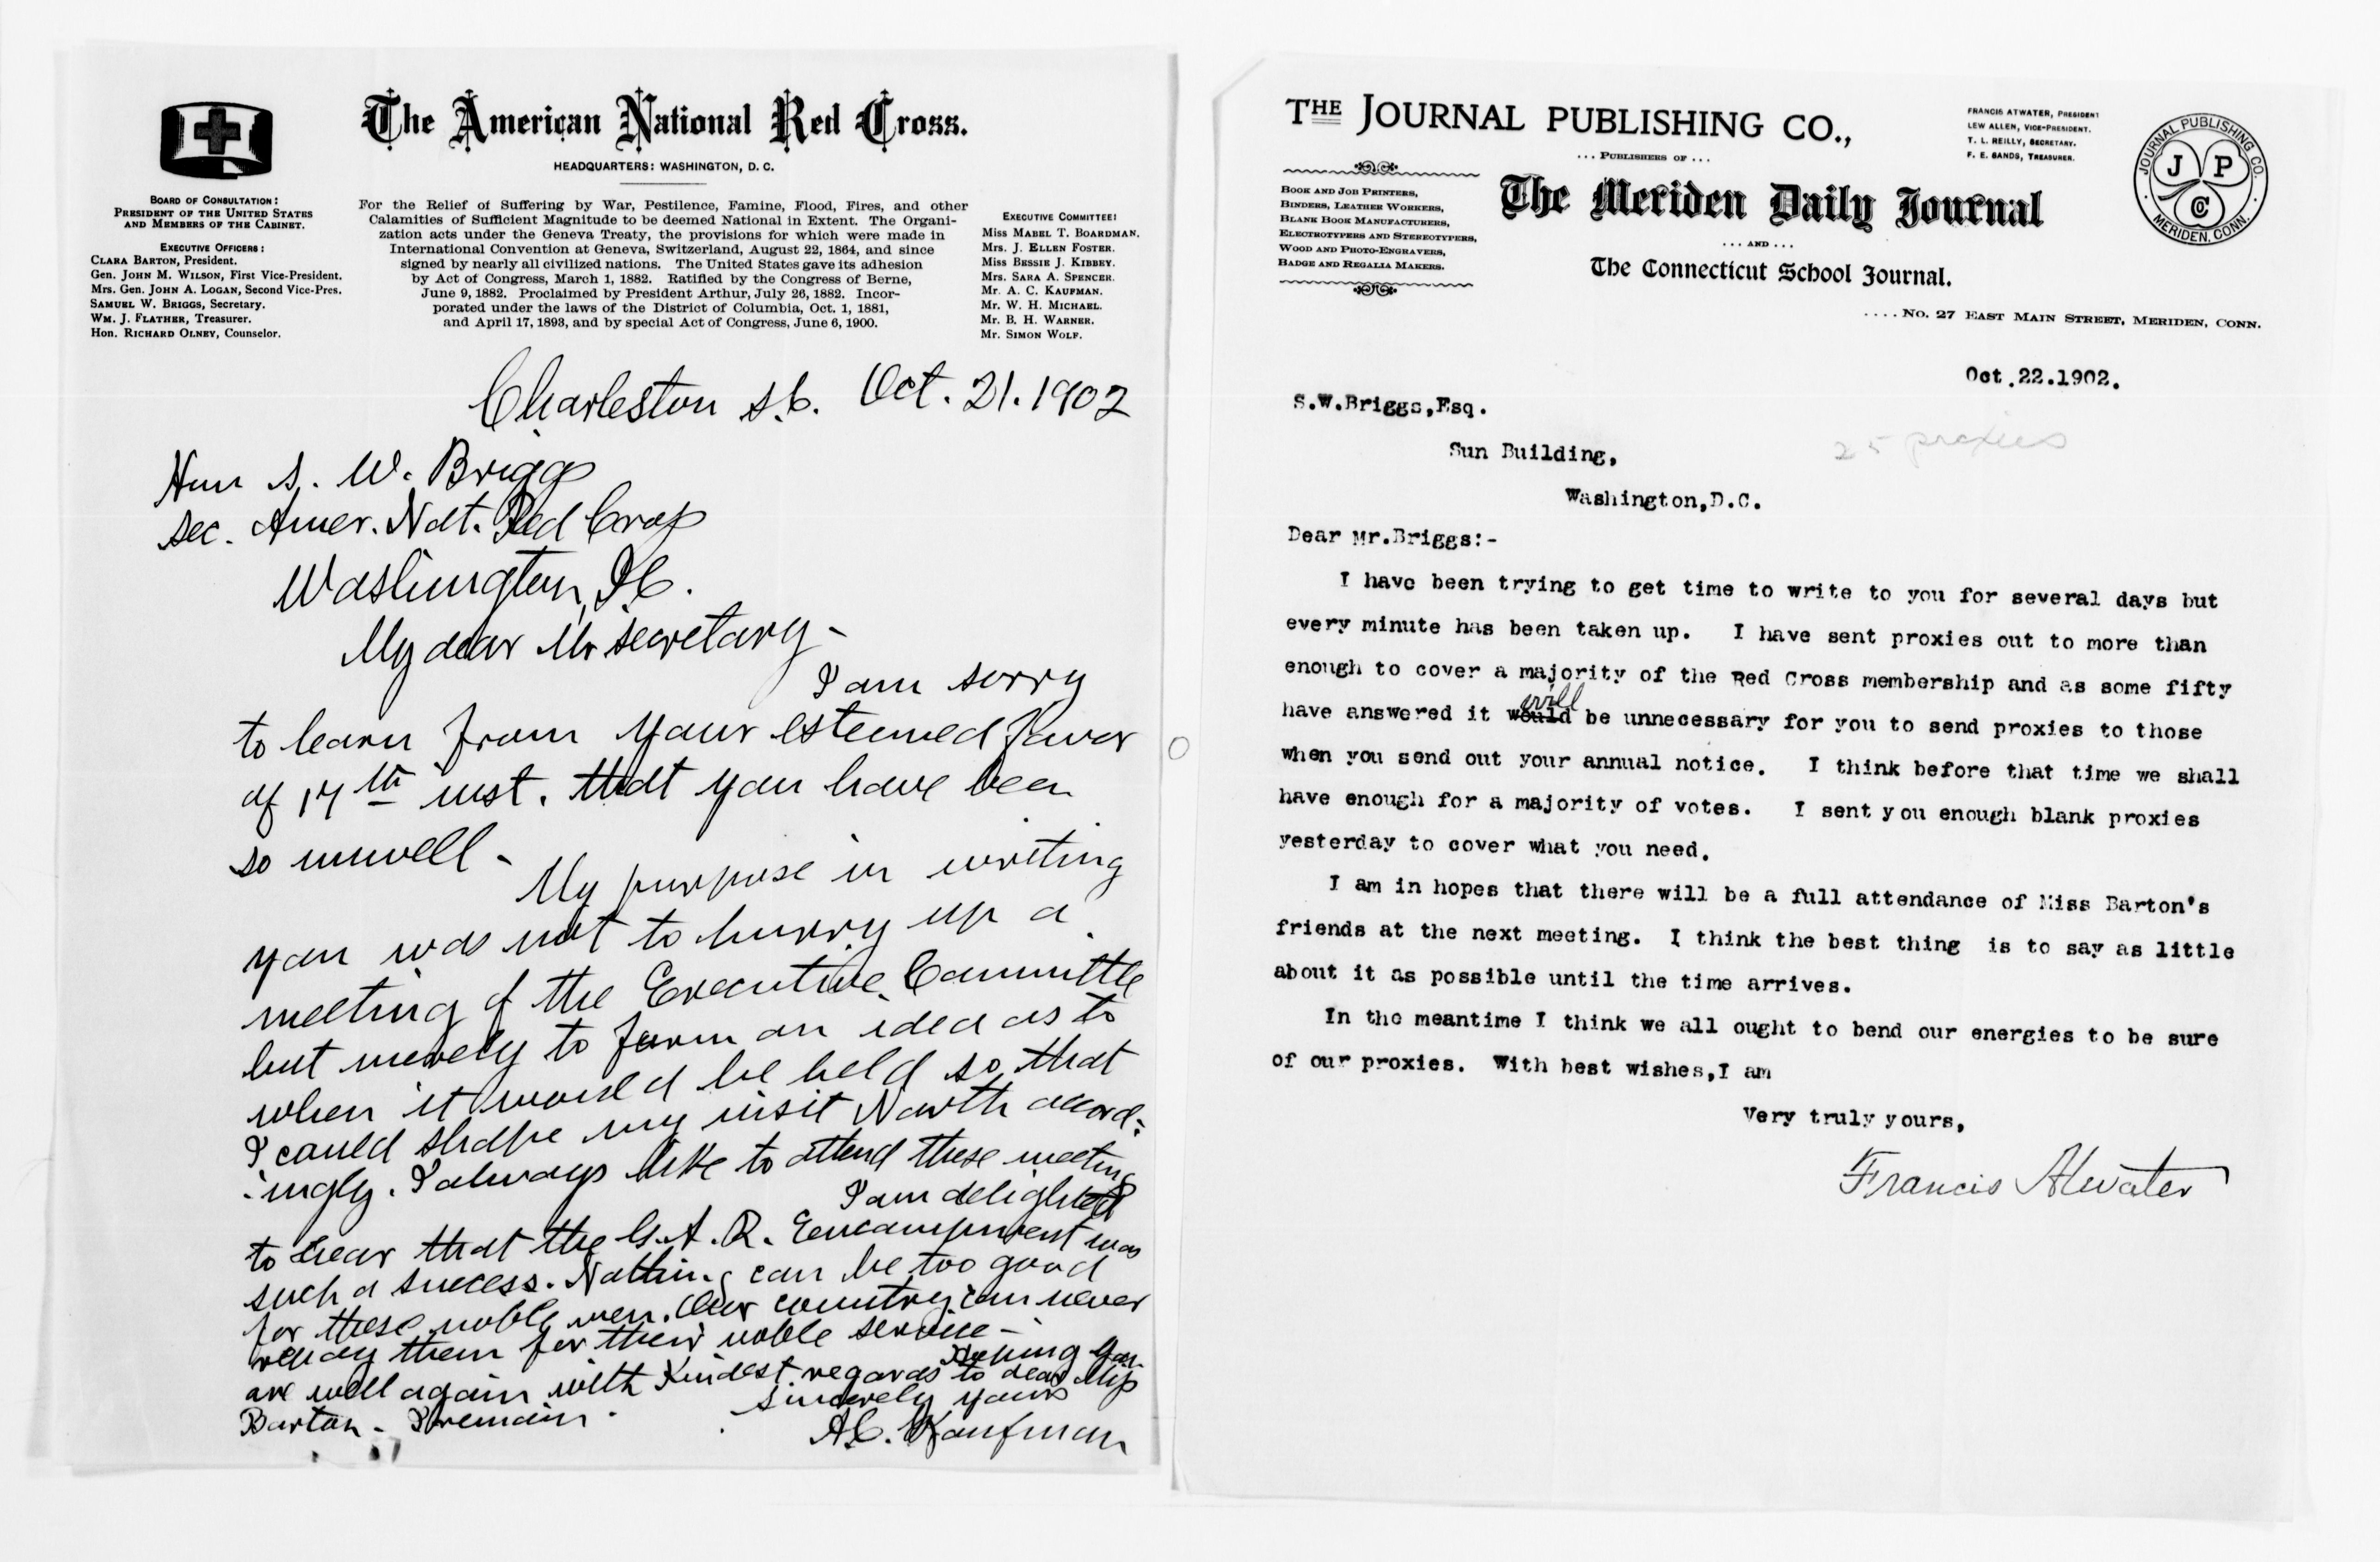 The American National Red Cross.
HEADQUARTERS: WASHINGTON, D. C.
BOARD OF CONSULTATION:
PRESIDENT OF THE UNITED STATES
AND MEMBERS OF THE CABINET.
EXECUTIVE OFFICERS:
CLARA BARTON, President.
Gen. JOHN M. WILSON, First Vice-President.
Mrs. Gen. JOHN A. LOGAN, Second Vice-Pres.
SAMUEL W. BRIGGS, Secretary.
WM. J. FLATHER, Treasurer.
Hon. RICHARD OLNEY, Counselor.
For the Relief of Suffering by War, Pestilence, Famine, Flood, Fires, and other
Calamities of Sufficient Magnitude to be deemed National in Extent. The Organi-
zation acts under the Geneva Treaty, the provisions for which were made in
International Convention at Geneva, Switzerland, August 22, 1864, and since
signed by nearly all civilized nations. The United States gave its adhesion
by Act of Congress, March 1, 1882. Ratified by the Congress of Berne,
June 9, 1882. Proclaimed by President Arthur, July 26, 1882. Incor-
porated under the laws of the District of Columbia, Oct. 1, 1881,
and April 17, 1893, and by special Act of Congress, June 6, 1900.
EXECUTIVE COMMITTEE:
Miss MABEL T. BOARDMAN.
Mrs. J. ELLEN FOSTER.
Miss BESSIE J. KIBBEY.
Mrs. SARA A. SPENCER.
Mr. A. C. KAUFMAN.
Mr. W. H. MICHAEL.
Mr. B. H. WARNER.
Mr. SIMON WOLF.
Charleston S.C. Oct. 21. 1902
Hon S. W. Briggs
Sec. Amer. Nat. Red Cross
Washington, D.C.
My dear Mr Secretary-
I am sorry
to learn from your esteemed favor
of 17th inst. that you have been
so unwell-
My purpose in writing
you was not to hurry up a
meeting of the Executive Committee
but merely to form an idea as to
when it would be held so that
I could shape my visit North accord-
ingly. I always like to attend these meetings
I am delighted
to hear that the G.A.R. Eencampment was
such a success. Nothing can be too good
for these noble men. Our country can never
repay them for their noble service-
Hoping you
are well again with Kindest regards to dear Miss
Barton - I remain.
Sincerely yours
A.C. Kaufman
THE JOURNAL PUBLISHING CO.,
... PUBLISHERS OF ...
The Meriden Daily Journal
... AND ...
The Connecticut School Journal.
BOOK AND JOB PRINTERS,
BINDERS, LEATHER WORKERS,
BLANK BOOK MANUFACTURERS,
ELECTROTYPERS AND STEREOTYPERS,
WOOD AND PHOTO-ENGRAVERS,
BADGE AND REGALIA MAKERS.
FRANCIS ATWATER, PRESIDENT
LEW ALLEN, VICE-PRESIDENT.
T. L. REILLY, SECRETARY.
F. E. SANDS, TREASURER.
JOURNAL PUBLISHING CO.
J P
CO
MERIDEN, CONN.
.... NO. 27 EAST MAIN STREET, MERIDEN, CONN.
Oct.22.1902.
S.W.Briggs,Esq.
25 proxies
Sun Building,
Washington,D.C.
Dear Mr.Briggs:-
I have been trying to get time to write to you for several days but
every minute has been taken up. I have sent proxies out to more than
enough to cover a majority of the Red Cross membership and as some fifty
will
have answered it would be unnecessary for you to send proxies to those
when you send out your annual notice. I think before that time we shall
have enough for a majority of votes. I sent you enough blank proxies
yesterday to cover what you need.
I am in hopes that there will be a full attendance of Miss Barton's
friends at the next meeting. I think the best thing is to say as little
about it as possible until the time arrives.
In the meantime I think we all ought to bend our energies to be sure
of our proxies. With best wishes,I am
Very truly yours,
Francis Atwater